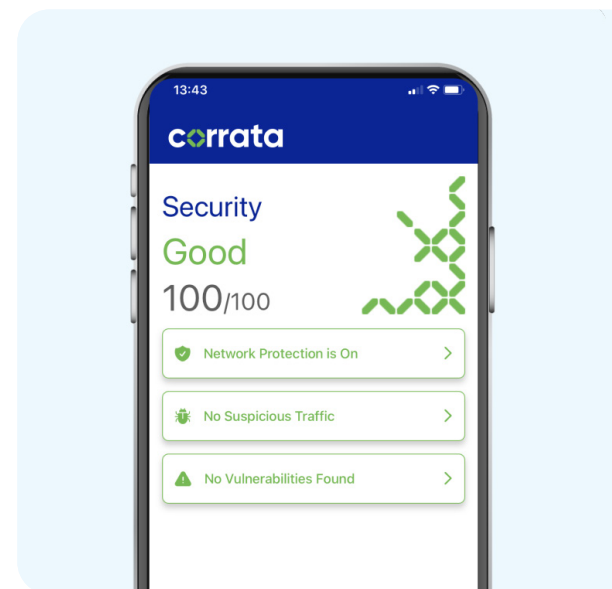 13:43
corrata
Security
Good
100/100
Network Protection is On
No Suspicious Traffic
No Vulnerabilities Found